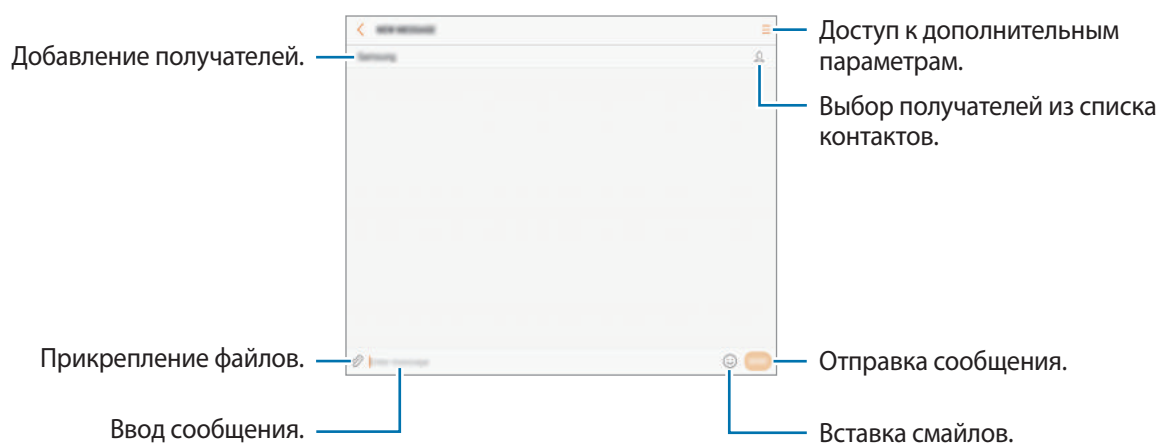 Добавление получателей.
Доступ к дополнительным
параметрам.
Выбор получателей из списка
контактов.
Прикрепление файлов.
Отправка сообщения.
Ввод сообщения.
Вставка смайлов.